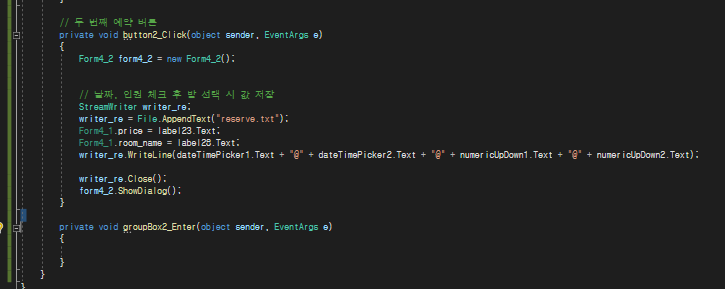 }
// 두 번째 예약 버튼
private void button2_Click(object sender, EventArgs e)
{
Form4_2 form4_2 = new Form4_2();
// 날짜, 인원 체크 후 방 선택 시 값 저장
StreamWriter writer_re;
writer_re = File.AppendText("reserve.txt");
Form4_1.price = label23.Text;
Form4_1.room_name = label26.Text;
writer_re.WriteLine(dateTimePicker1.Text + "@" + dateTimePicker2.Text + "@" + numericUpDown1.Text + "@" + numericUpDown2.Text);
writer_re.Close();
form4_2.ShowDialog();
}
private void groupBox2_Enter(object sender, EventArgs e)
{
}
}
}